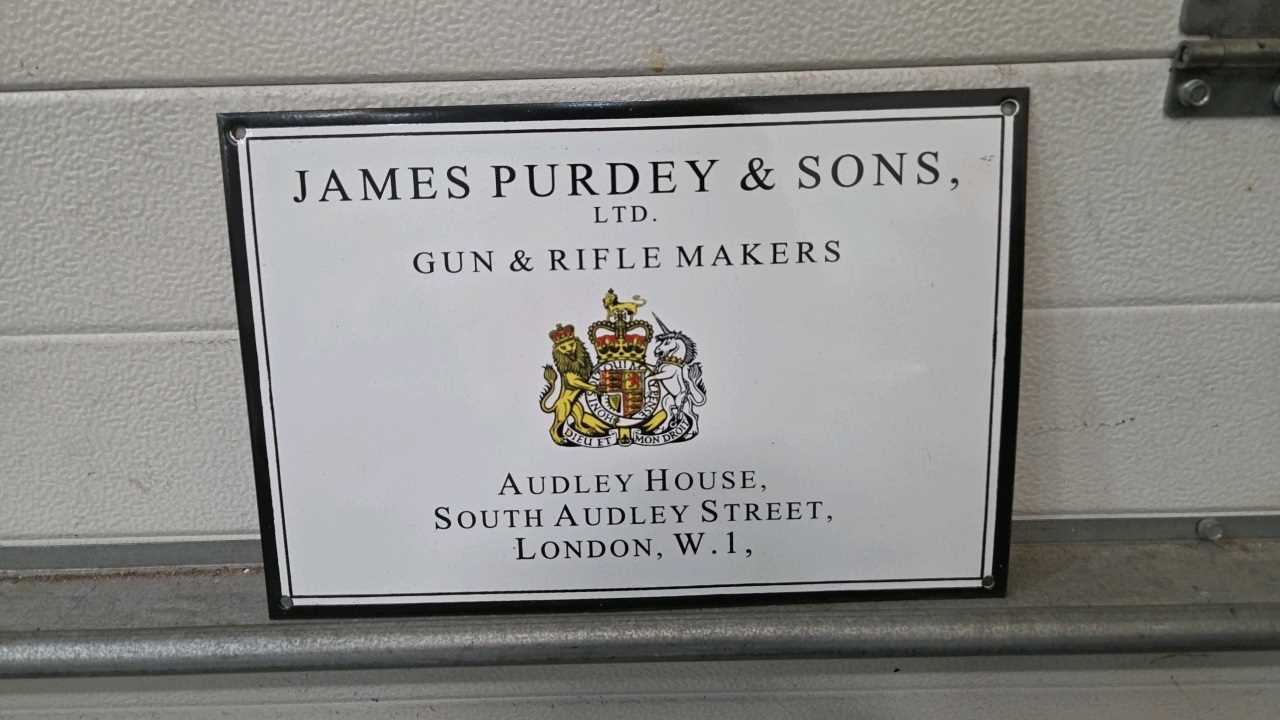 JAMES PURDEY & SONS,
LTD.
GUN & RIFLE MAKERS
DIEU ET MON DROIT
AUDLEY HOUSE,
SOUTH AUDLEY STREET,
LONDON, W.1,